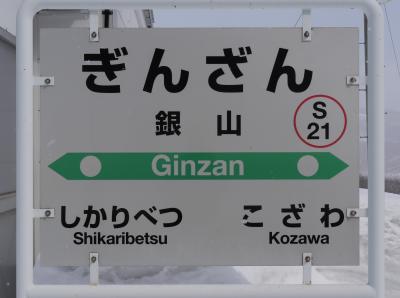 ぎんざん
銀山
S
21
Ginzan
しかりべつ こざわ
Shikaribetsu Kozawa